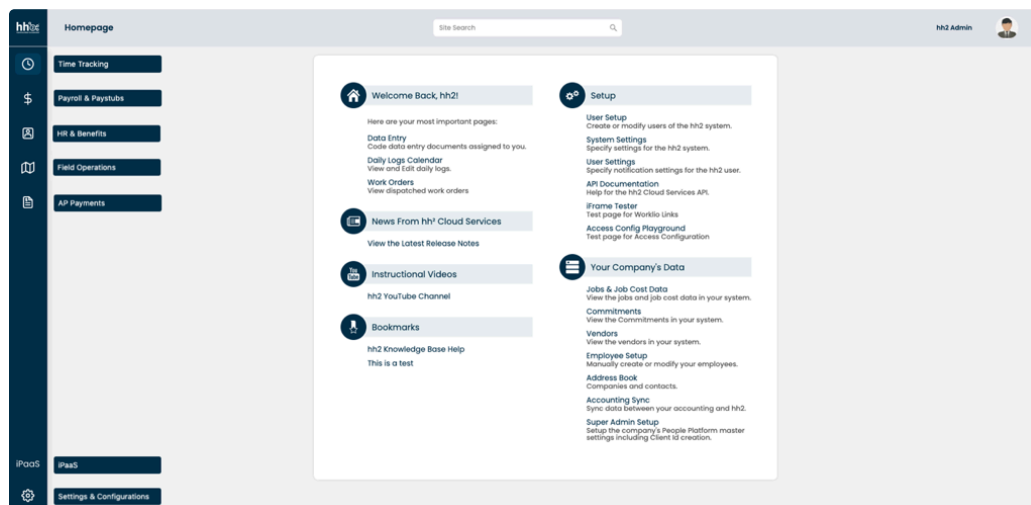 hh2
Homepage
Site Search
hh2 Admin
Time Tracking
Payroll & Paystubs
HR & Benefits
Field Operations
AP Payments
iPaaS
iPaaS
Settings & Configurations
Welcome Back, hh2!
Here are your most important pages:
Data Entry
Code data entry documents assigned to you.
Daily Logs Calendar
View and Edit daily logs.
Work Orders
View dispatched work orders
News From hh² Cloud Services
View the Latest Release Notes
You
Tube
Instructional Videos
hh2 YouTube Channel
Bookmarks
hh2 Knowledge Base Help
This is a test
Setup
User Setup
Create or modify users of the hh2 system.
System Settings
Specify settings for the hh2 system.
User Settings
Specify notification settings for the hh2 user.
API Documentation
Help for the hh2 Cloud Services API.
iFrame Tester
Test page for Worklio Links
Access Config Playground
Test page for Access Configuration
Your Company's Data
Jobs & Job Cost Data
View the jobs and job cost data in your system.
Commitments
View the Commitments in your system.
Vendors
View the vendors in your system.
Employee Setup
Manually create or modify your employees.
Address Book
Companies and contacts.
Accounting Sync
Sync data between your accounting and hh2.
Super Admin Setup
Setup the company's People Platform master
settings including Client Id creation.